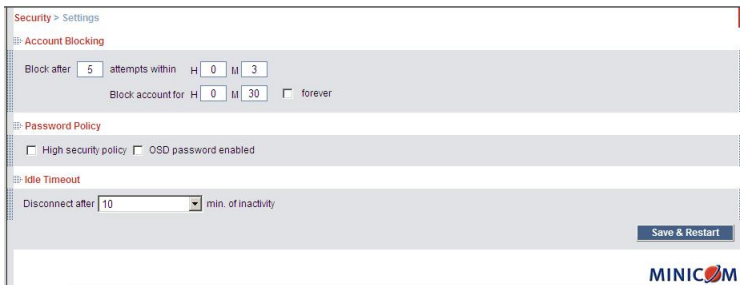 Security > Settings
Account Blocking
Block after 5 attempts within H 0 M 3
Block account for H 0 M 30 forever
Password Policy
High security policy OSD password enabled
Idle Timeout
Disconnect after 10 min. of inactivity
Save & Restart
MINICOM